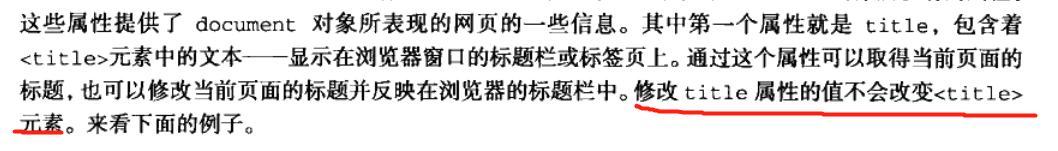 这些属性提供了 document 对象所表现的网页的一些信息。其中第一个属性就是 title，包含着
<title>元素中的文本——显示在浏览器窗口的标题栏或标签页上。通过这个属性可以取得当前页面的
标题，也可以修改当前页面的标题并反映在浏览器的标题栏中。修改 title 属性的值不会改变<title>
元素。来看下面的例子。